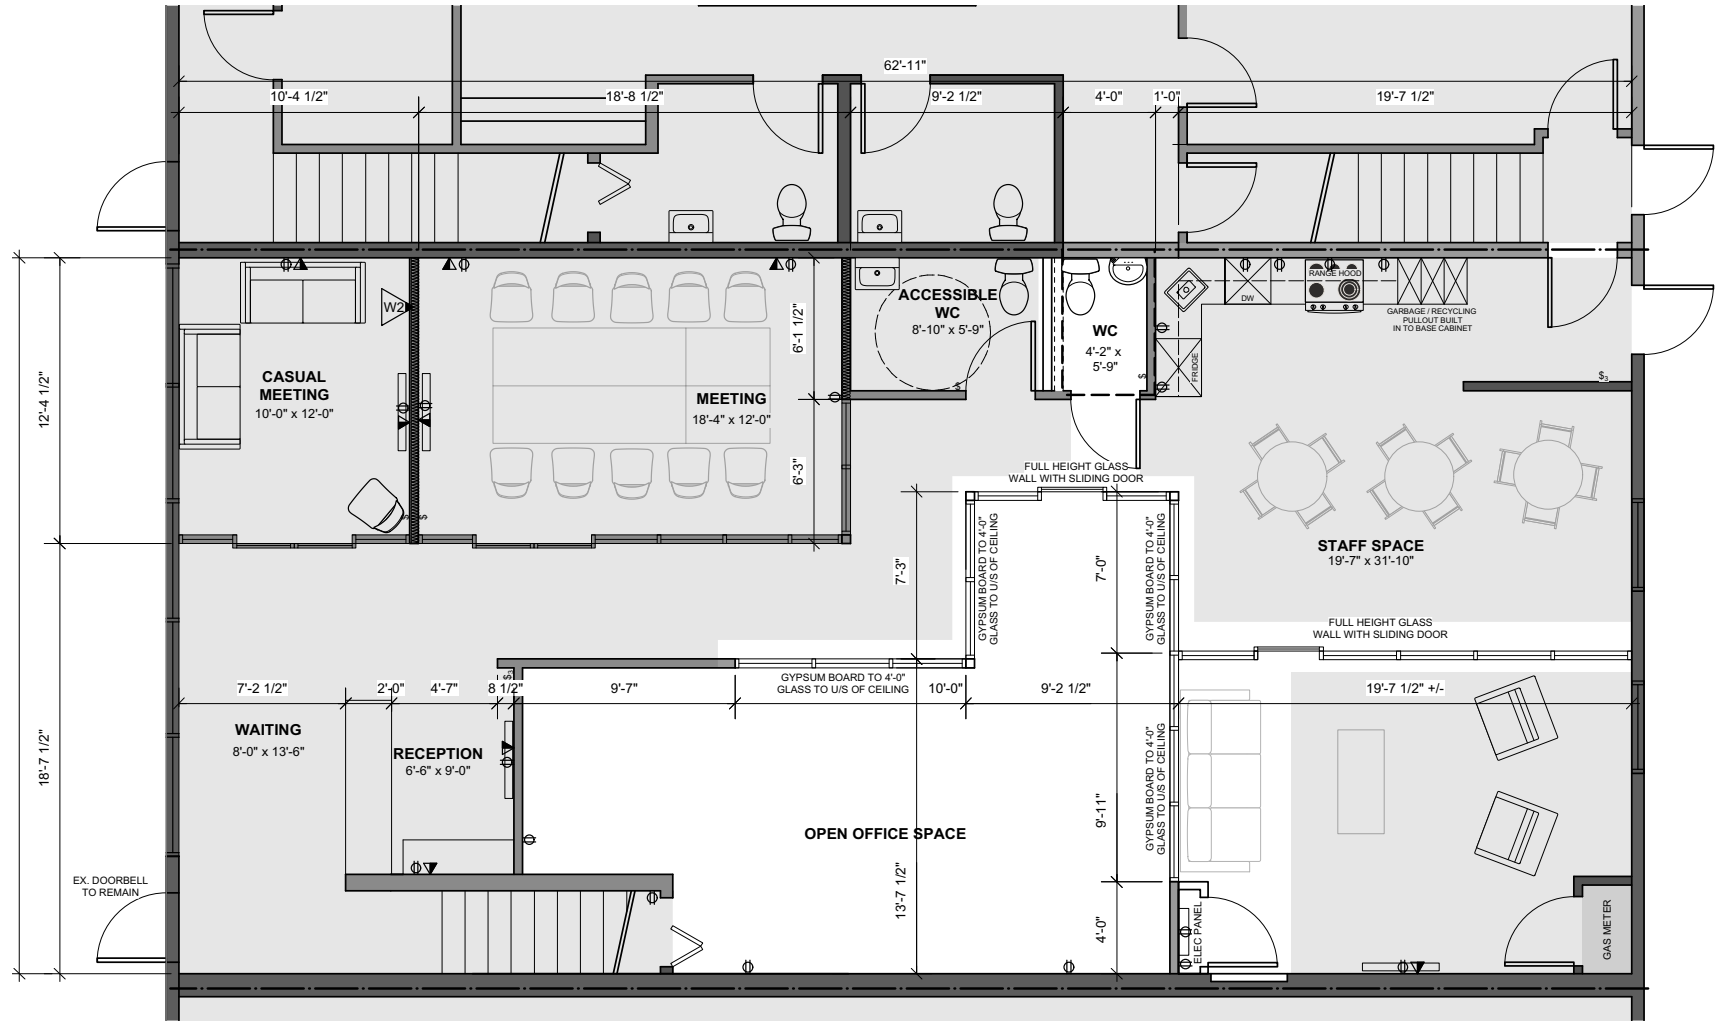 62'-11"
10'-4 1/2"
18'-8 1/2"
9'-2 1/2"
4'-0"
1'-0"
19'-7 1/2"
W2
CASUAL
MEETING
10'-0" x 12'-0"
MEETING
18'-4" x 12'-0"
6'-1 1/2"
6'-3"
ACCESSIBLE
WC
8'-10" x 5'-9"
$
WC
4'-2" x
5'-9"
$
DW
RANGE HOOD
FRIDGE
GARBAGE / RECYCLING
PULLOUT BUILT
IN TO BASE CABINET
$3
12'-4 1/2"
$
$
FULL HEIGHT GLASS
WALL WITH SLIDING DOOR
STAFF SPACE
19'-7" x 31'-10"
7'-3"
GYPSUM BOARD TO 4'-0"
GLASS TO U/S OF CEILING
7'-0"
GYPSUM BOARD TO 4'-0"
GLASS TO U/S OF CEILING
FULL HEIGHT GLASS
WALL WITH SLIDING DOOR
GYPSUM BOARD TO 4'-0"
GLASS TO U/S OF CEILING
7'-2 1/2"
2'-0"
4'-7"
8 1/2"
9'-7"
10'-0"
9'-2 1/2"
19'-7 1/2" +/-
WAITING
8'-0" x 13'-6"
RECEPTION
6'-6" x 9'-0"
18'-7 1/2"
OPEN OFFICE SPACE
9'-11"
GYPSUM BOARD TO 4'-0"
GLASS TO U/S OF CEILING
EX. DOORBELL
TO REMAIN
13'-7 1/2"
4'-0"
ELEC PANEL
GAS METER